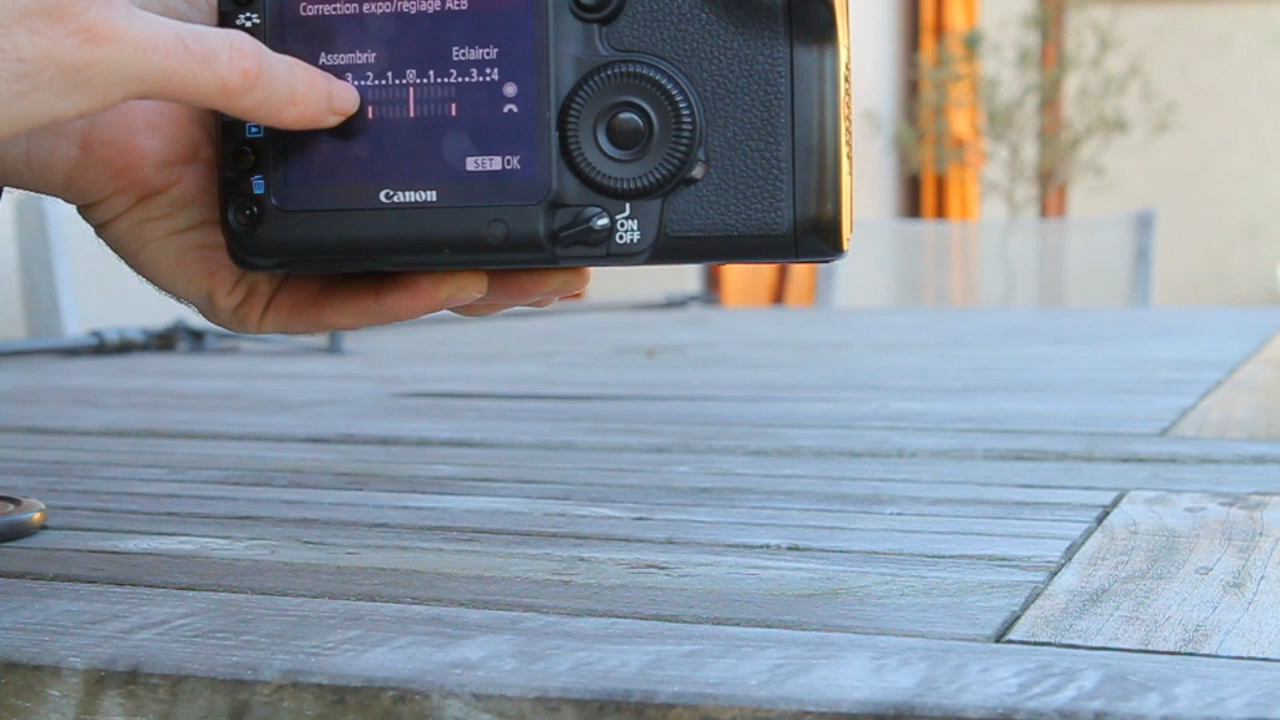 Correction expo/réglage AEB
Assombrir Eclaircir
3..2..1..0..1..2..3..4
SET OK
Canon
ON
OFF